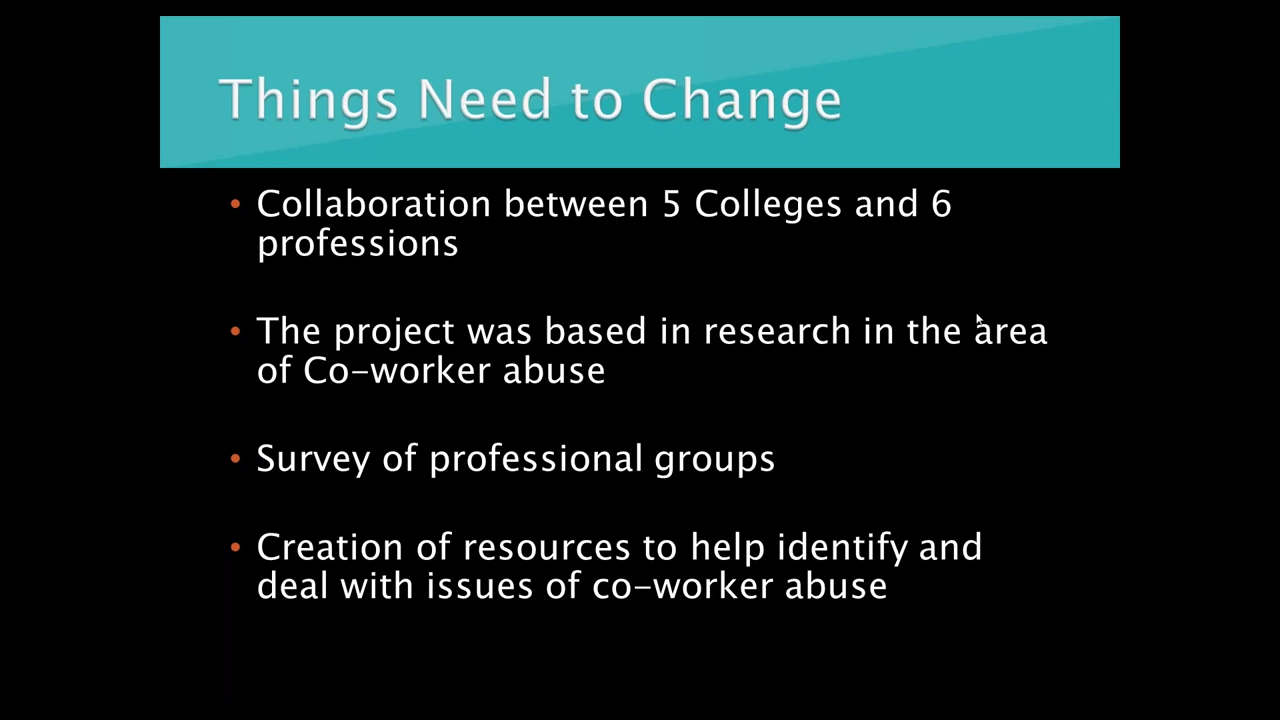 Things Need to Change
• Collaboration between 5 Colleges and 6
professions
• The project was based in research in the area
of Co-worker abuse
• Survey of professional groups
• Creation of resources to help identify and
deal with issues of co-worker abuse